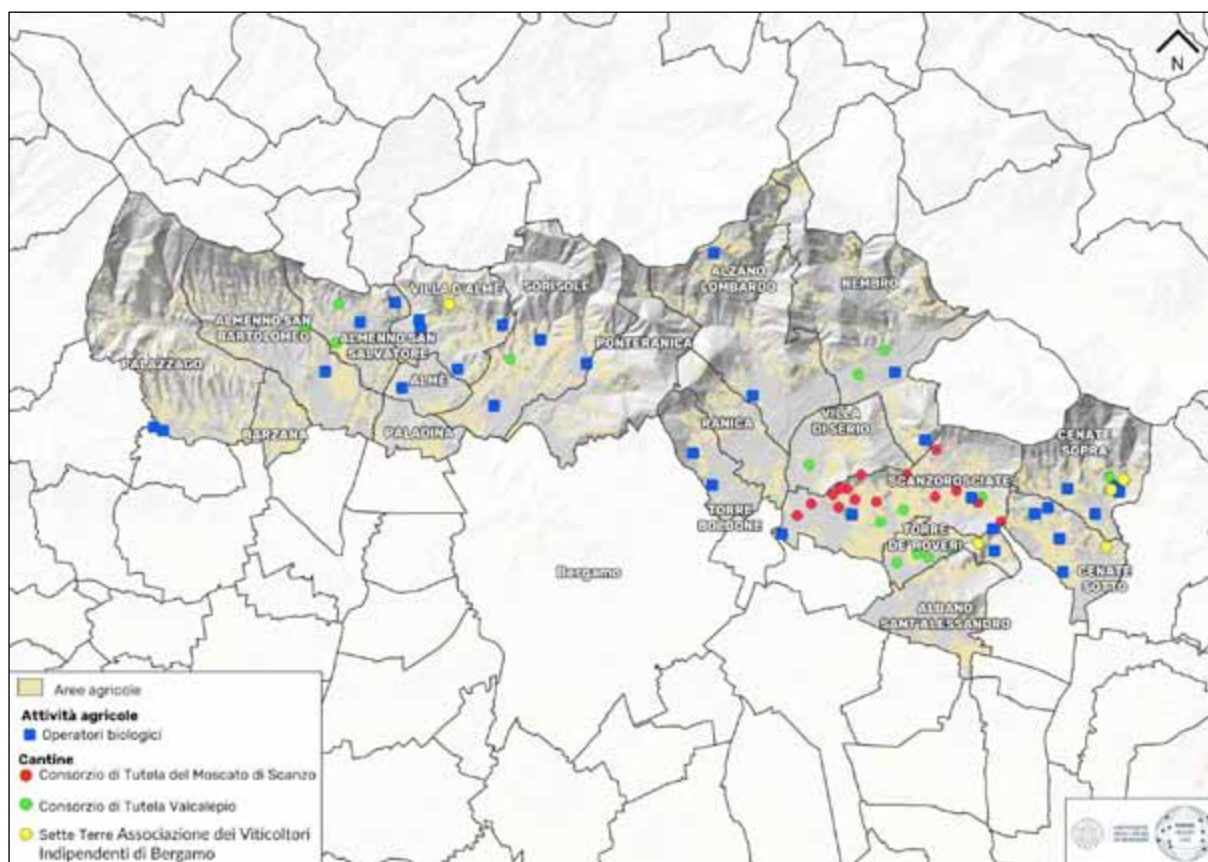 N
ALZANO
LOMBARDO
NEMBRO
VILLA D'ALMÈ
SORISOLE
ALMENNO SAN
BARTOLOMEO
ALMENNO SAN
SALVATORE
PONTERANICA
PALAZZAGO
ALMÈ
BARZANA
PALADINA
RANICA
VILLA
DI SERIO
CENATE
SOPRA
SCANZOROSCIATE
TORRE
BOLDONE
TORRE
DE' ROVERI
Bergamo
CENATE
SOTTO
ALBANO
SANT'ALESSANDRO
Aree agricole
Attività agricole
Operatori biologici
Cantine
Consorzio di Tutela del Moscato di Scanzo
Consorzio di Tutela Valcalepio
Sette Terre Associazione dei Viticoltori
Indipendenti di Bergamo